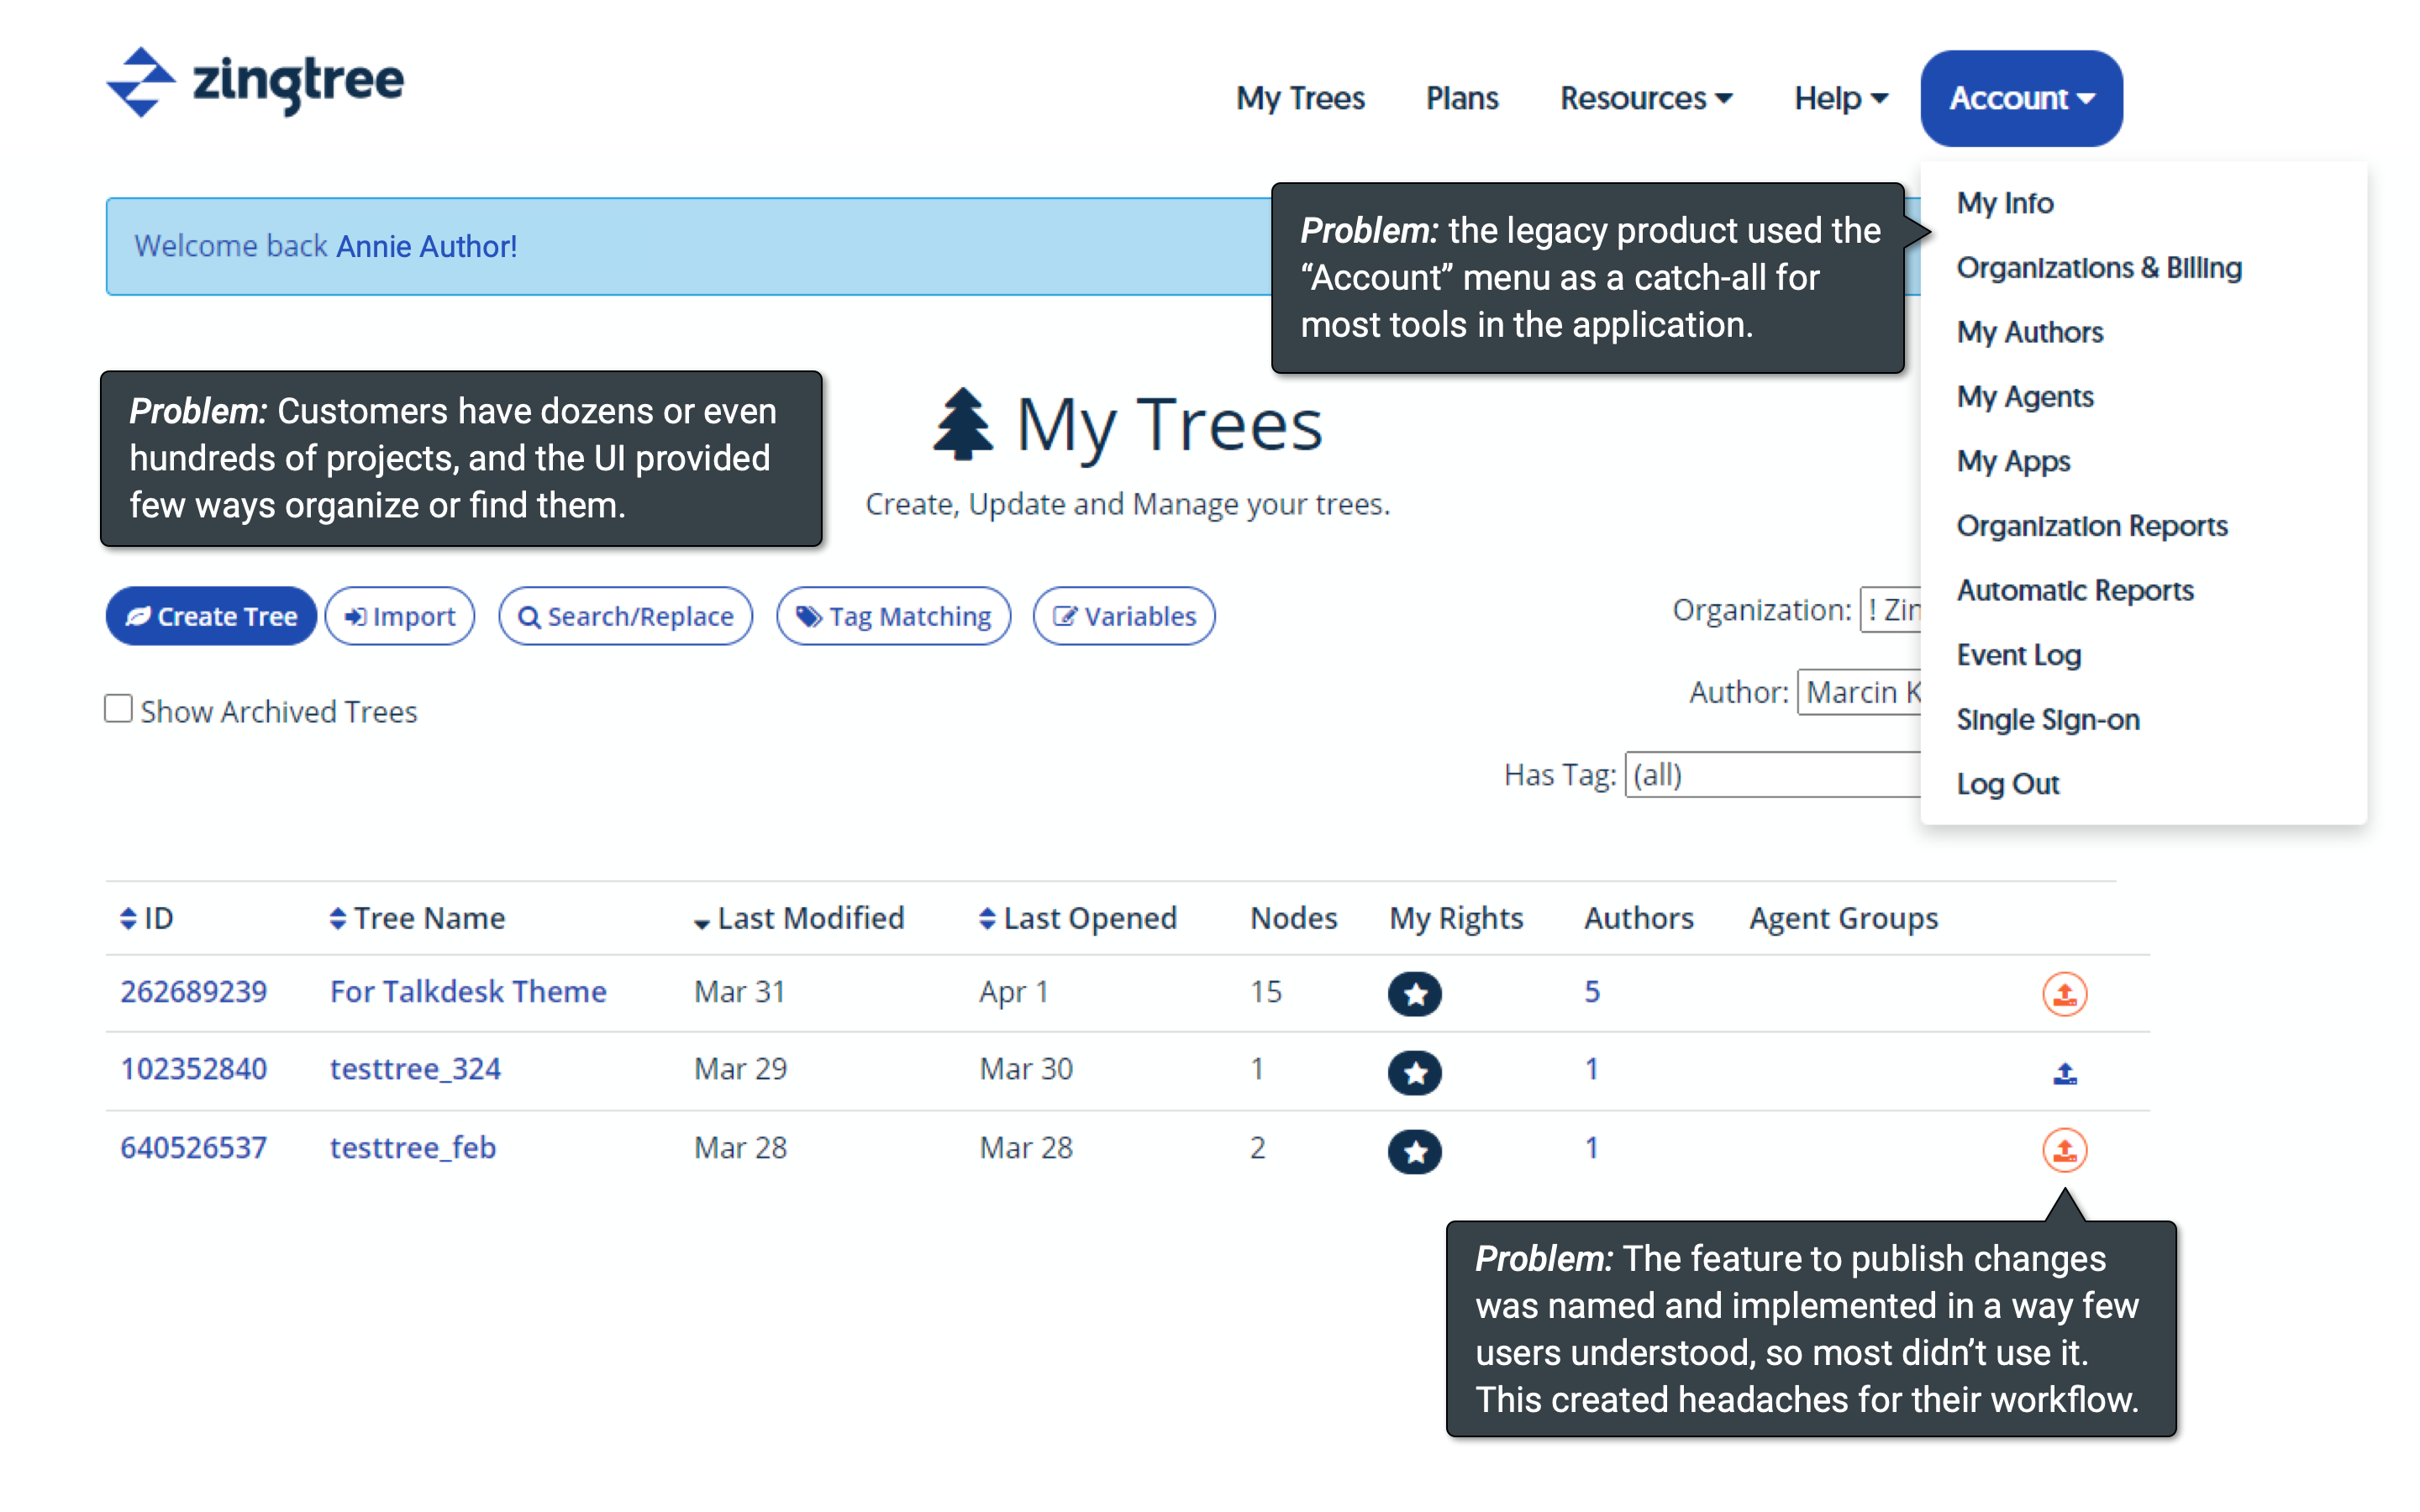 zingtree
My Trees Plans Resources Help Account
Welcome back Annie Author!
Problem: the legacy product used the
“Account” menu as a catch-all for
most tools in the application.
My Info
Organizations & Billing
My Authors
My Agents
My Apps
Organization Reports
Automatic Reports
Event Log
Single Sign-on
Log Out
Problem: Customers have dozens or even
hundreds of projects, and the UI provided
few ways organize or find them.
My Trees
Create, Update and Manage your trees.
Create Tree Import Search/Replace Tag Matching Variables
Organization: ! Zin
Show Archived Trees
Author: Marcin K
Has Tag: (all)
ID Tree Name Last Modified Last Opened Nodes My Rights Authors Agent Groups
262689239 For Talkdesk Theme Mar 31 Apr 1 15 5
102352840 testtree_324 Mar 29 Mar 30 1 1
640526537 testtree_feb Mar 28 Mar 28 2 1
Problem: The feature to publish changes
was named and implemented in a way few
users understood, so most didn’t use it.
This created headaches for their workflow.